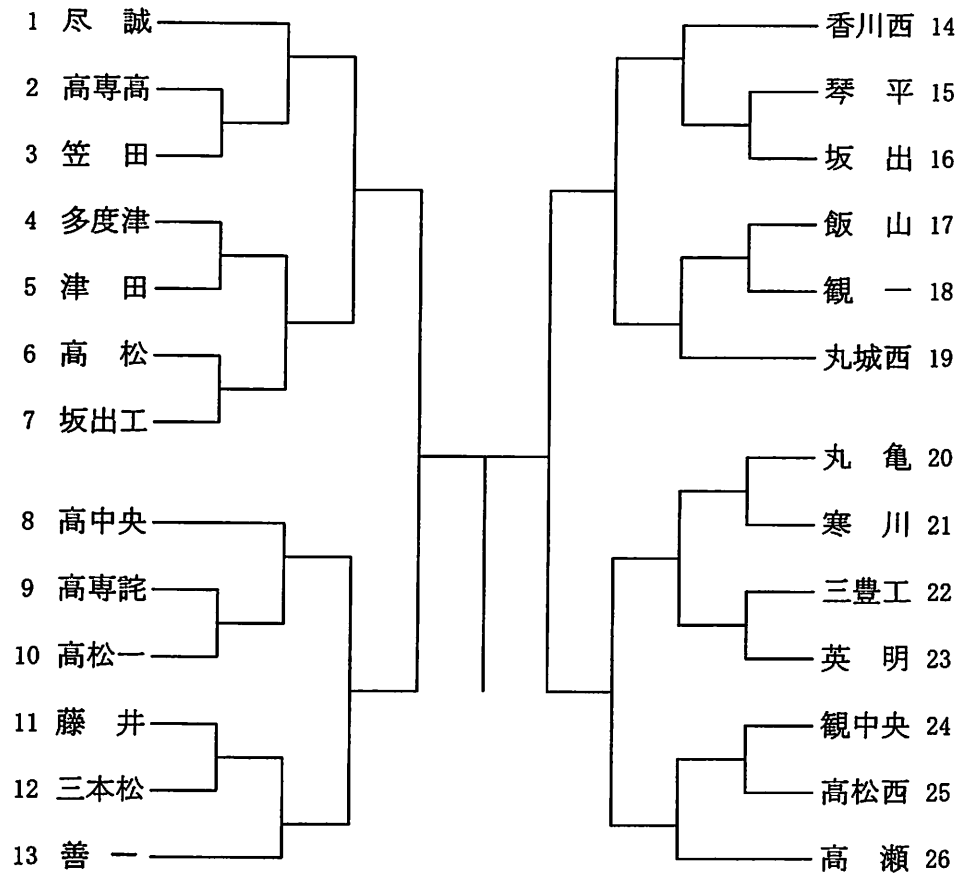 1 尽 誠
2 高専高
3 笠 田
4 多度津
5 津 田
6 高 松
7 坂出工
8 高中央
9 高専詫
10 高松一
11 藤 井
12 三本松
13 善 一
香川西 14
琴 平 15
坂 出 16
飯 山 17
観 一 18
丸城西 19
丸 亀 20
寒 川 21
三豊工 22
英 明 23
観中央 24
高松西 25
高 瀬 26